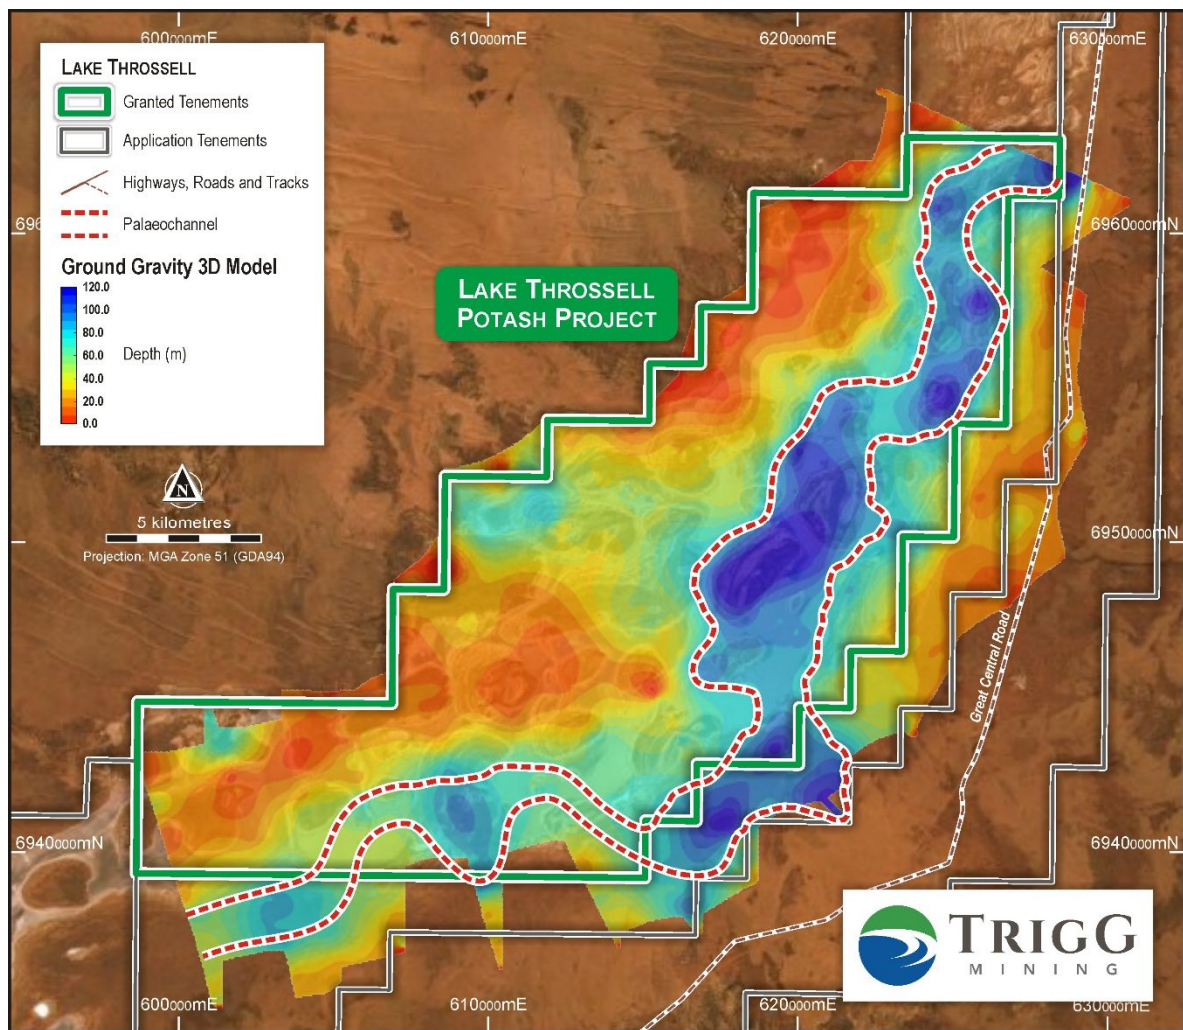 600000mE
610000mE
620000mE
630000mE
LAKE THROSSELL
Granted Tenements
Application Tenements
Highways, Roads and Tracks
Palaeochannel
Ground Gravity 3D Model
120.0
100.0
80.0
60.0
40.0
20.0
0.0
Depth (m)
696
6960000mN
LAKE THROSSELL
POTASH PROJECT
N
5 kilometres
Projection: MGA Zone 51 (GDA94)
6950000mN
Great Central Road
6940000mN
6940000mN
TRIGG
MINING
600000mE
610000mE
620000mE
630000mE